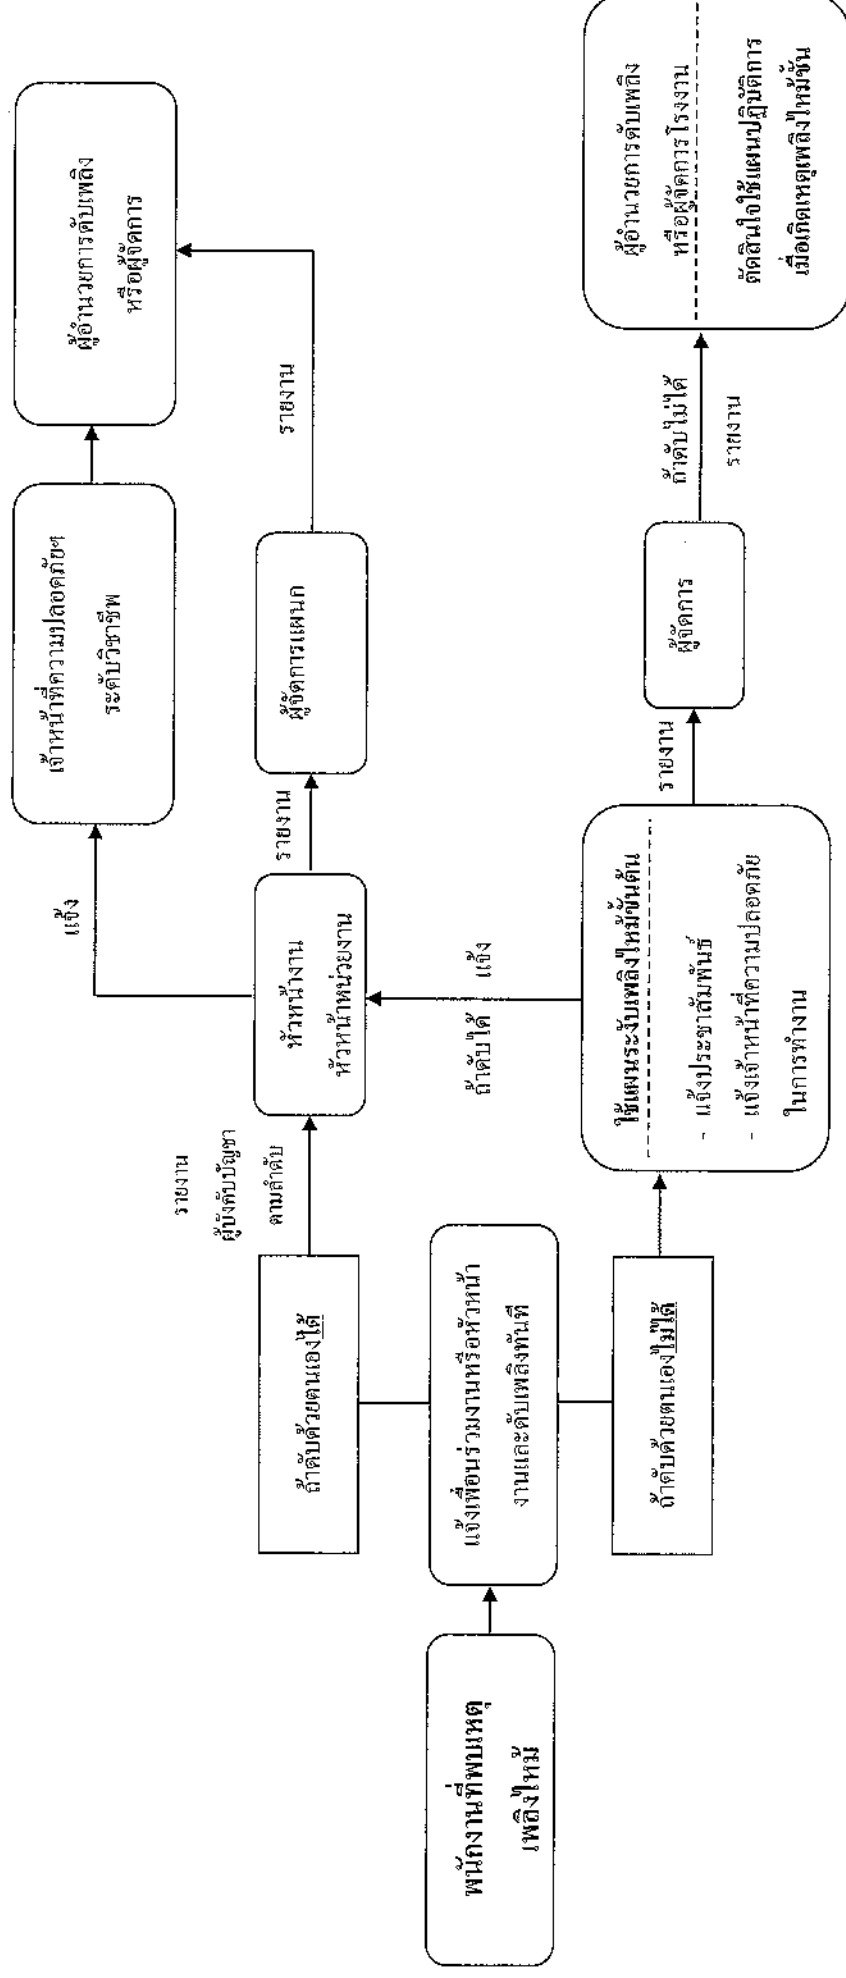 พนักงานที่พบเหตุ
เพลิงไหม้
แจ้งเพื่อนร่วมงานหรือหัวหน้า
งานและดับเพลิงทันที
ถ้าดับด้วยตนเองได้
รายงาน
ผู้บังคับบัญชา
ตามลำดับ
หัวหน้างาน
หัวหน้าหน่วยงาน
แจ้ง
เจ้าหน้าที่ความปลอดภัยฯ
ระดับวิชาชีพ
ผู้อำนวยการดับเพลิง
หรือผู้จัดการ
รายงาน
ผู้จัดการแผนก
รายงาน
ถ้าดับด้วยตนเองไม่ได้
ใช้แผนระงับเพลิงไหม้ขั้นต้น
- แจ้งประชาสัมพันธ์
- แจ้งเจ้าหน้าที่ความปลอดภัย
ในการทำงาน
ถ้าดับได้
แจ้ง
รายงาน
ผู้จัดการ
ถ้าดับไม่ได้
รายงาน
ผู้อำนวยการดับเพลิง
หรือผู้จัดการโรงงาน
ตัดสินใจใช้แผนปฏิบัติการ
เมื่อเกิดเหตุเพลิงไหม้ขั้น